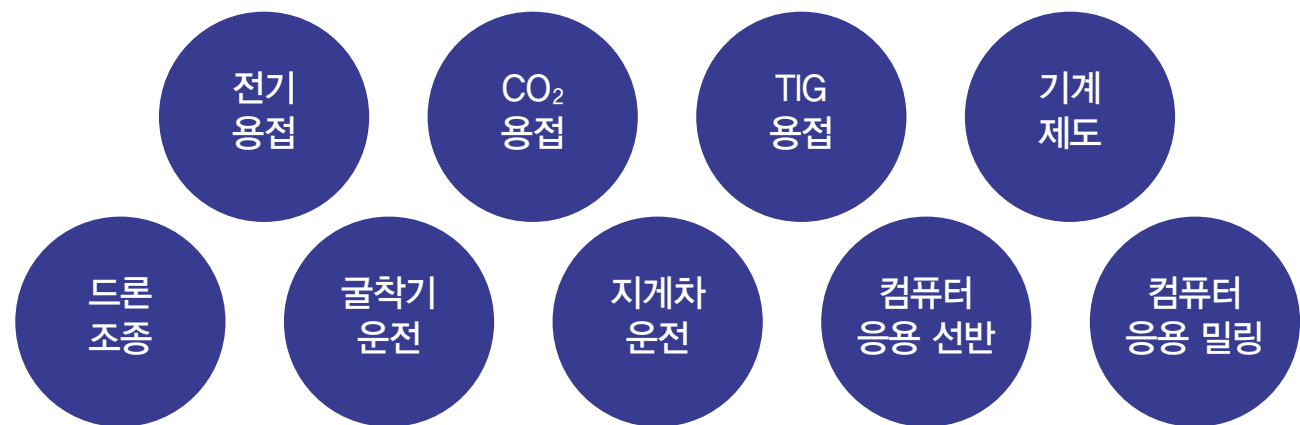 전기
용접
CO₂
용접
TIG
용접
기계
제도
드론
조종
굴착기
운전
지게차
운전
컴퓨터
응용 선반
컴퓨터
응용 밀링